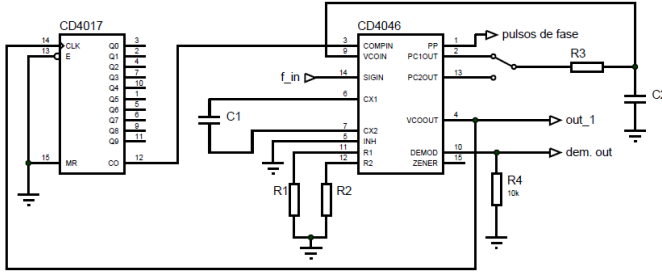 CD4017
14
CLK
13
E
15
MR
Q0
3
Q1
2
Q2
4
Q3
7
Q4
10
Q5
1
Q6
5
Q7
6
Q8
9
Q9
11
CO
12
CD4046
3
COMPIN
9
VCOIN
f_in
14
SIGIN
6
CX1
C1
7
CX2
5
INH
11
R1
12
R2
PP
1
pulsos de fase
PC1OUT
2
PC2OUT
13
R3
C2
VCOOUT
4
out_1
DEMOD
10
dem. out
ZENER
15
R4
10k
R1
R2